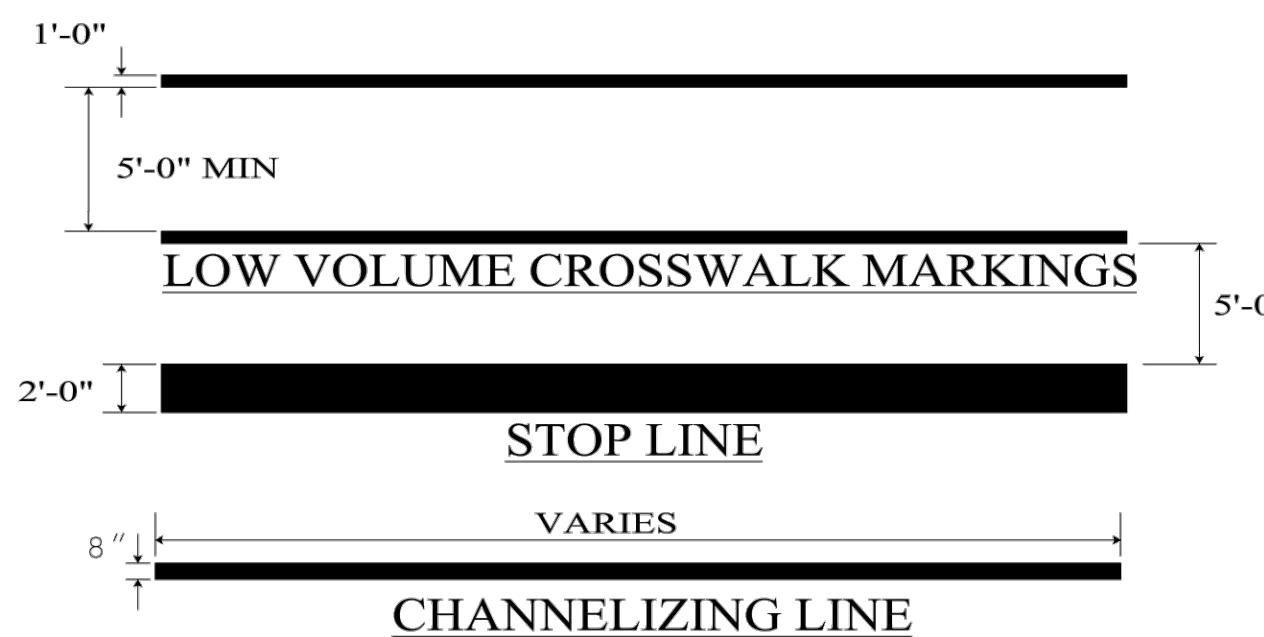 1'-0"
5'-0" MIN
LOW VOLUME CROSSWALK MARKINGS
2'-0"
STOP LINE
VARIES
8"
CHANNELIZING LINE